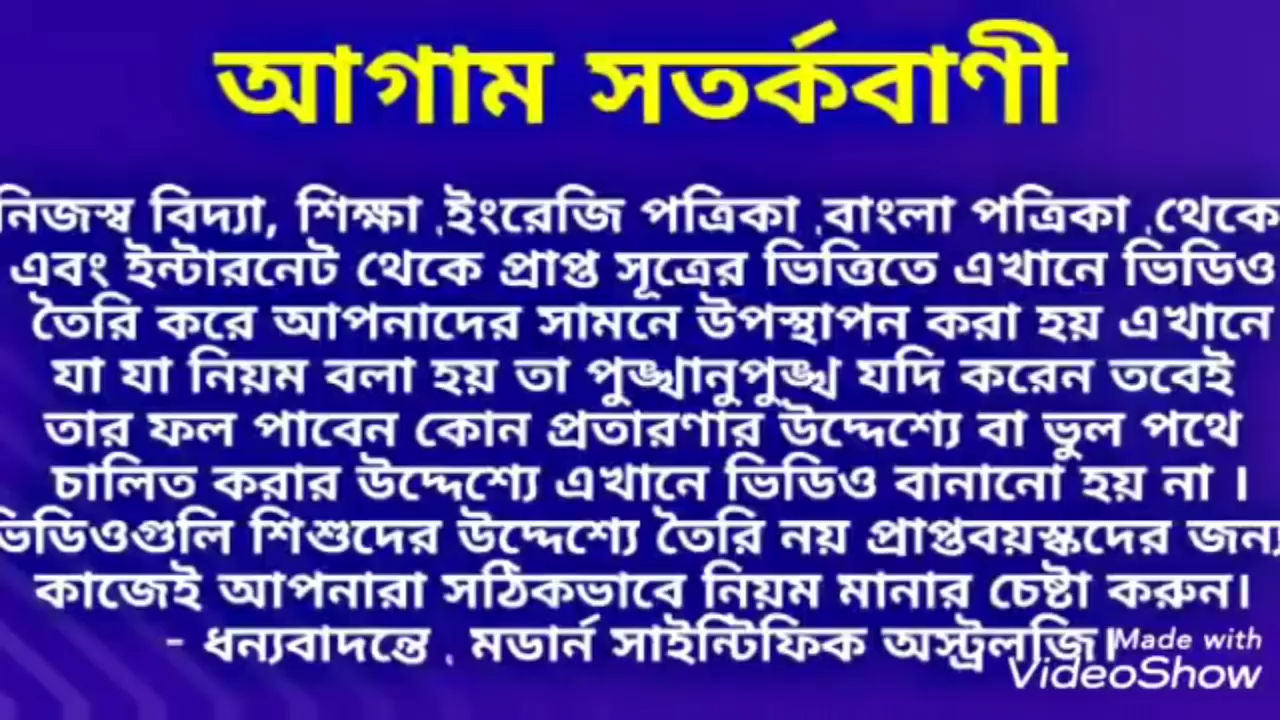 আগাম সতর্কবাণী
নিজস্ব বিদ্যা, শিক্ষা ,ইংরেজি পত্রিকা ,বাংলা পত্রিকা ,থেকে
এবং ইন্টারনেট থেকে প্রাপ্ত সূত্রের ভিত্তিতে এখানে ভিডিও
তৈরি করে আপনাদের সামনে উপস্থাপন করা হয় এখানে
যা যা নিয়ম বলা হয় তা পুঙ্খানুপুঙ্খ যদি করেন তবেই
তার ফল পাবেন কোন প্রতারণার উদ্দেশ্যে বা ভুল পথে
চালিত করার উদ্দেশ্যে এখানে ভিডিও বানানো হয় না ।
ভিডিওগুলি শিশুদের উদ্দেশ্যে তৈরি নয় প্রাপ্তবয়স্কদের জন্য
কাজেই আপনারা সঠিকভাবে নিয়ম মানার চেষ্টা করুন।
- ধন্যবাদন্তে , মডার্ন সাইন্টিফিক অস্ট্রলজি।
Made with
VideoShow